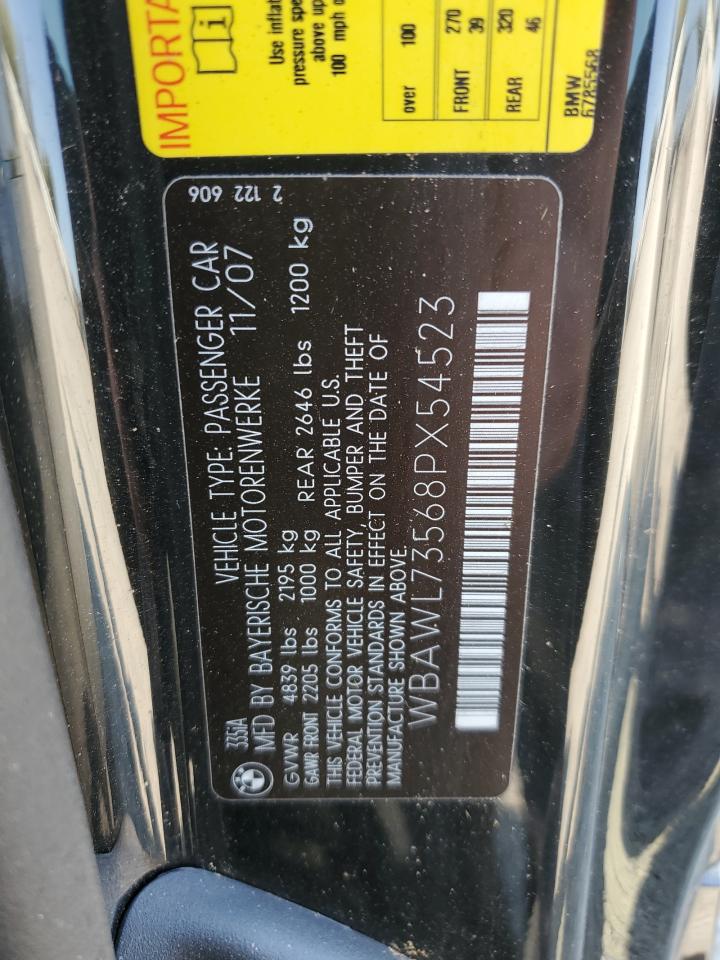 IMPORTA
Use inflat
pressure spe
above up
100 mph o
over 100
FRONT 270
39
REAR 320
46
BMW
6785568
2 122 606
335iA
VEHICLE TYPE: PASSENGER CAR
MFD BY BAYERISCHE MOTORENWERKE 11/07
GVWR 4839 lbs 2195 kg
GAWR FRONT 2205 lbs 1000 kg REAR 2646 lbs 1200 kg
THIS VEHICLE CONFORMS TO ALL APPLICABLE U.S.
FEDERAL MOTOR VEHICLE SAFETY, BUMPER AND THEFT
PREVENTION STANDARDS IN EFFECT ON THE DATE OF
MANUFACTURE SHOWN ABOVE.
WBAWL73568PX54523